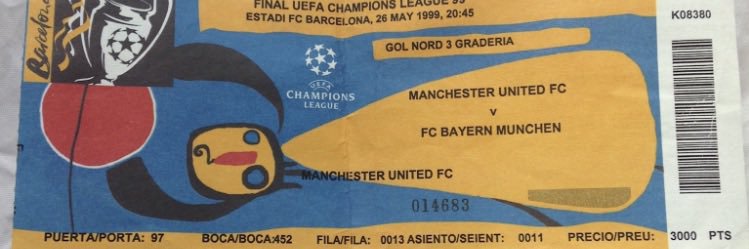 FINAL UEFA CHAMPIONS LEAGUE 99
ESTADI FC BARCELONA, 26 MAY 1999, 20:45
K08380
Barcelona
GOL NORD 3 GRADERIA
UEFA
CHAMPIONS
LEAGUE
MANCHESTER UNITED FC
v
FC BAYERN MUNCHEN
MANCHESTER UNITED FC
014683
PUERTA/PORTA: 97 BOCA/BOCA:452 FILA/FILA: 0013 ASIENTO/SEIENT: 0011 PRECIO/PREU: 3000 PTS